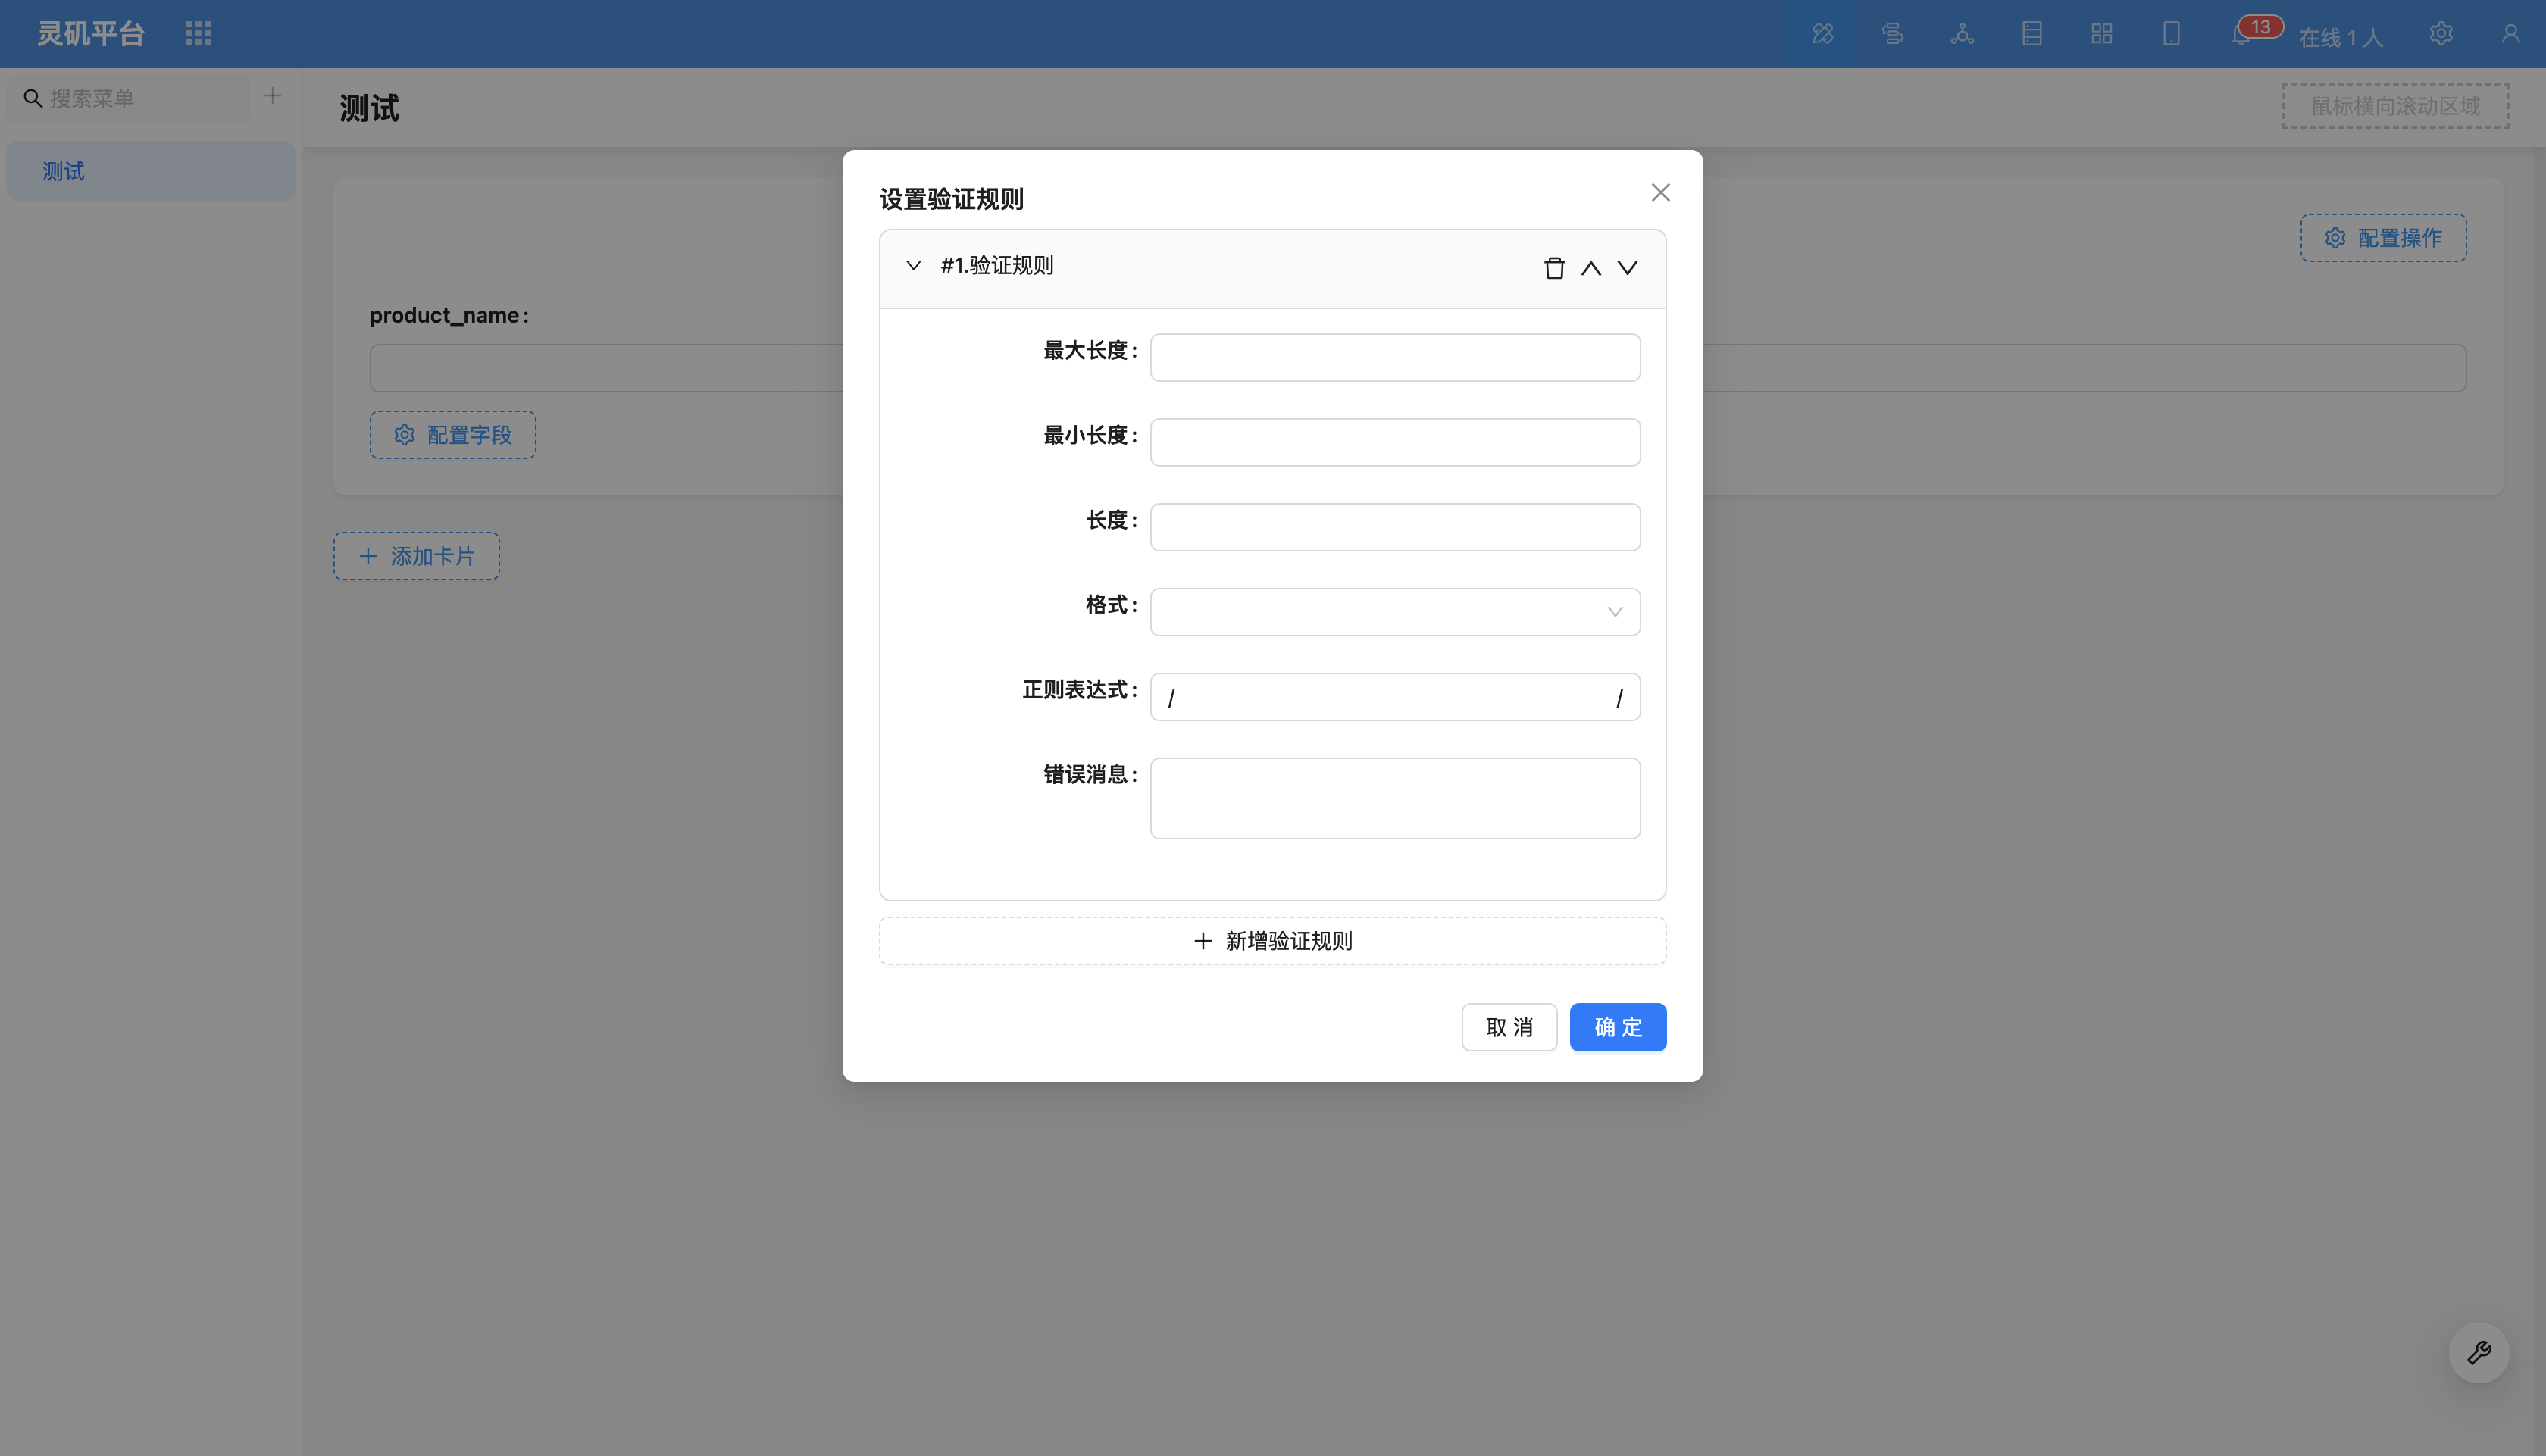 灵矶平台
13
在线 1 人
搜索菜单
测试
测试
鼠标横向滚动区域
配置操作
product_name :
配置字段
添加卡片
设置验证规则
#1.验证规则
最大长度 :
最小长度 :
长度 :
格式 :
正则表达式 :
/ /
错误消息 :
新增验证规则
取 消
确 定